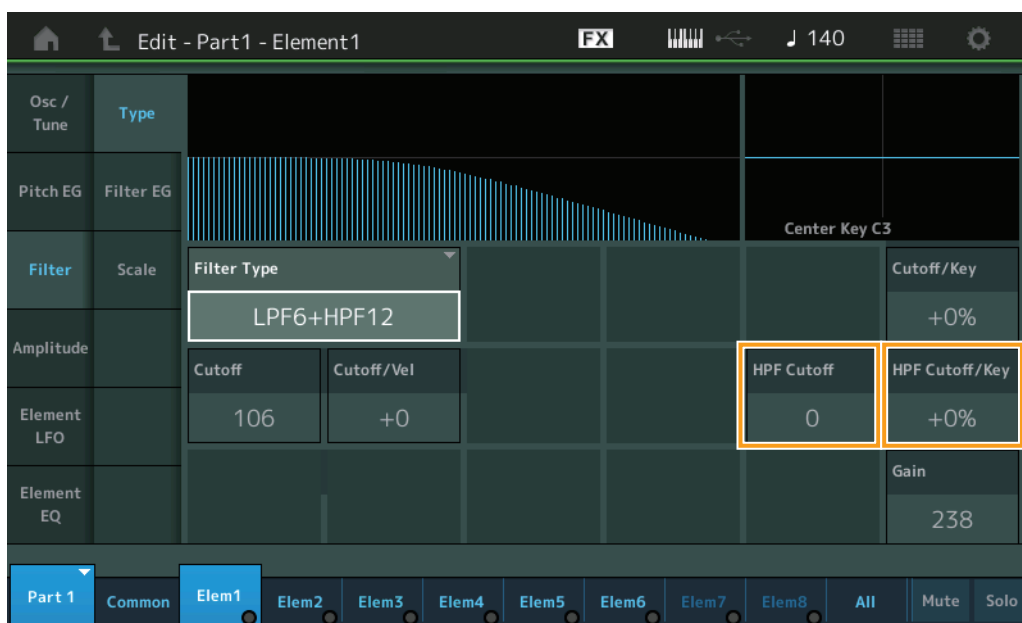 Edit - Part1 - Element1
FX
♩ 140
Osc /
Tune
Type
Pitch EG
Filter EG
Center Key C3
Filter
Scale
Filter Type
LPF6+HPF12
Cutoff/Key
+0%
Amplitude
Cutoff
106
Cutoff/Vel
+0
HPF Cutoff
0
HPF Cutoff/Key
+0%
Element
LFO
Element
EQ
Gain
238
Part 1
Common
Elem1
Elem2
Elem3
Elem4
Elem5
Elem6
Elem7
Elem8
All
Mute
Solo